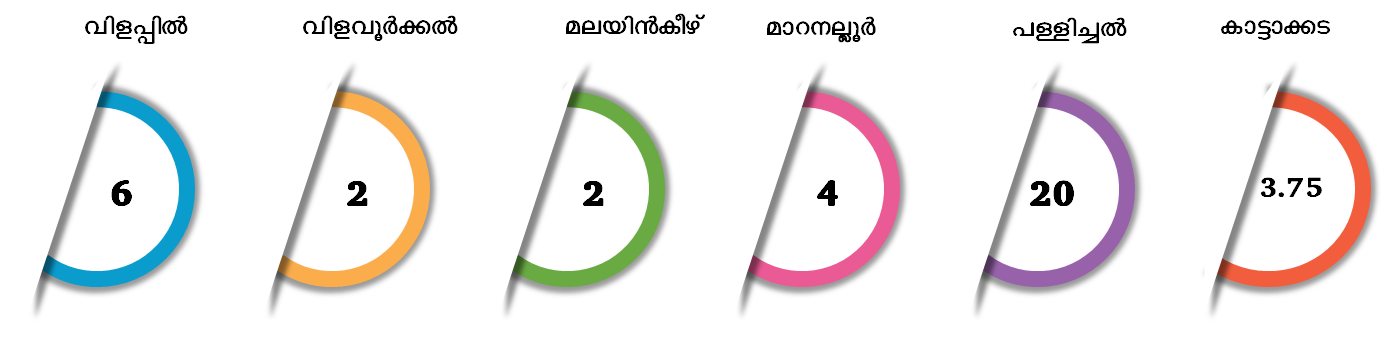 വിളപ്പിൽ വിളവൂർക്കൽ മലയിൻകീഴ് മാറനല്ലൂർ പള്ളിച്ചൽ കാട്ടാക്കട
6 2 2 4 20 3.75